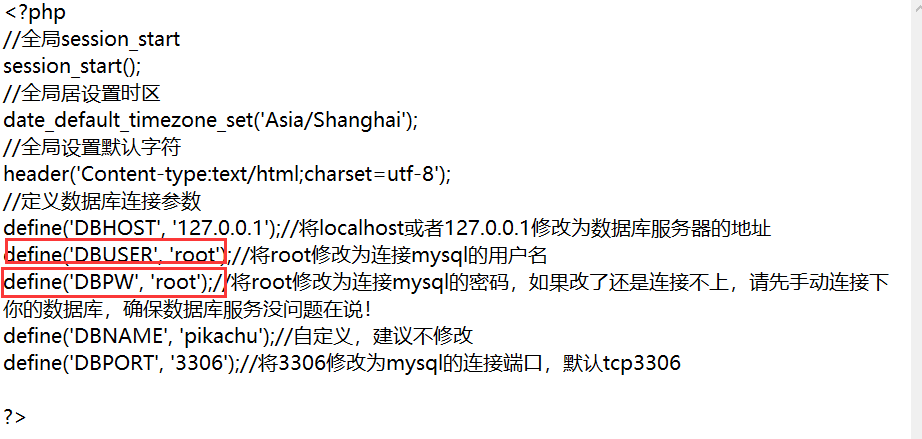 <?php
//全局session_start
session_start();
//全局居设置时区
date_default_timezone_set('Asia/Shanghai');
//全局设置默认字符
header('Content-type:text/html;charset=utf-8');
//定义数据库连接参数
define('DBHOST', '127.0.0.1');//将localhost或者127.0.0.1修改为数据库服务器的地址
define('DBUSER', 'root');//将root修改为连接mysql的用户名
define('DBPW', 'root');//将root修改为连接mysql的密码，如果改了还是连接不上，请先手动连接下
你的数据库，确保数据库服务没问题在说！
define('DBNAME', 'pikachu');//自定义，建议不修改
define('DBPORT', '3306');//将3306修改为mysql的连接端口，默认tcp3306
?>